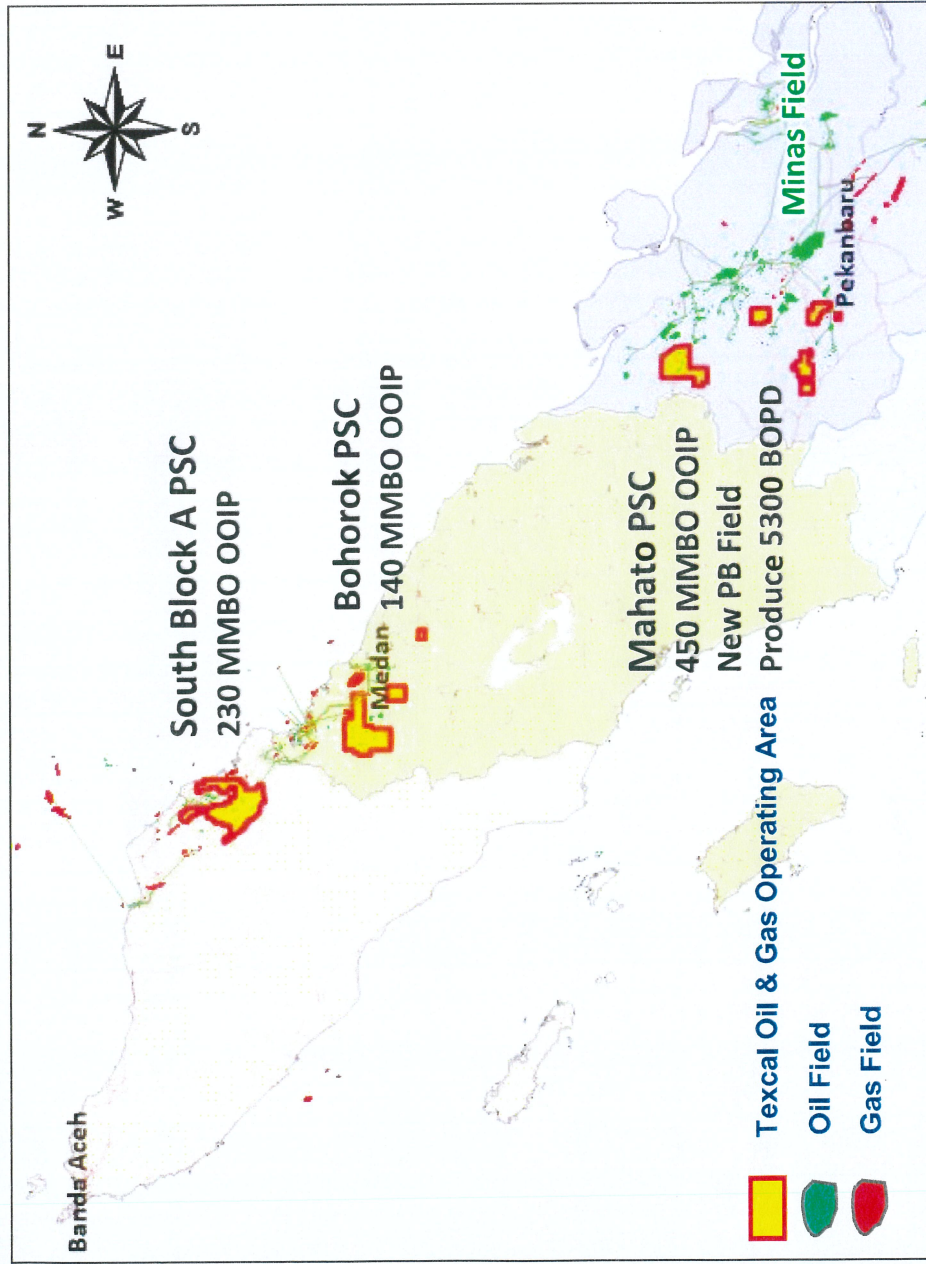 N
W
E
S
Banda Aceh
South Block A PSC
230 MMBO OOIP
Bohorok PSC
140 MMBO OOIP
Medan
Mahato PSC
450 MMBO OOIP
New PB Field
Produce 5300 BOPD
Minas Field
Pekanbaru
Texcal Oil & Gas Operating Area
Oil Field
Gas Field